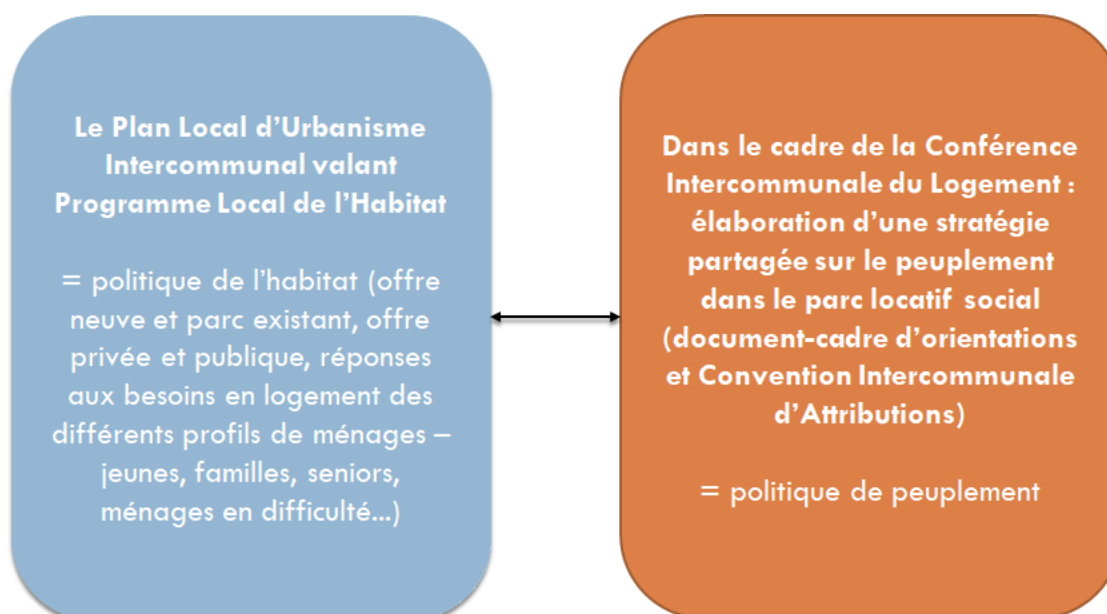 Le Plan Local d’Urbanisme
Intercommunal valant
Programme Local de l’Habitat
= politique de l’habitat (offre
neuve et parc existant, offre
privée et publique, réponses
aux besoins en logement des
différents profils de ménages –
jeunes, familles, seniors,
ménages en difficulté...)
Dans le cadre de la Conférence
Intercommunale du Logement :
élaboration d’une stratégie
partagée sur le peuplement
dans le parc locatif social
(document-cadre d’orientations
et Convention Intercommunale
d’Attributions)
= politique de peuplement